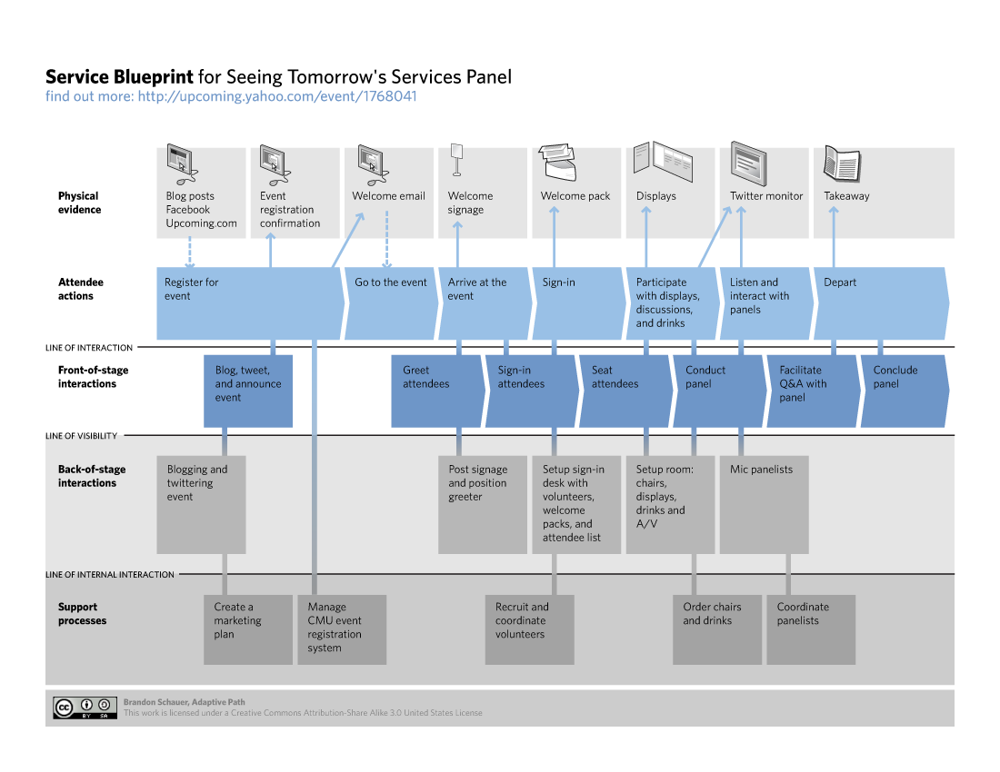 Service Blueprint for Seeing Tomorrow's Services Panel
find out more: http://upcoming.yahoo.com/event/1768041
Physical
evidence
Blog posts
Facebook
Upcoming.com
Event
registration
confirmation
Welcome email
Welcome
signage
Welcome pack
Displays
Twitter monitor
Takeaway
Attendee
actions
Register for
event
Go to the event
Arrive at the
event
Sign-in
Participate
with displays,
discussions,
and drinks
Listen and
interact with
panels
Depart
LINE OF INTERACTION
Front-of-stage
interactions
Blog, tweet,
and announce
event
Greet
attendees
Sign-in
attendees
Seat
attendees
Conduct
panel
Facilitate
Q&A with
panel
Conclude
panel
LINE OF VISIBILITY
Back-of-stage
interactions
Blogging and
twittering
event
Post signage
and position
greeter
Setup sign-in
desk with
volunteers,
welcome
packs, and
attendee list
Setup room:
chairs,
displays,
drinks and
A/V
Mic panelists
LINE OF INTERNAL INTERACTION
Support
processes
Create a
marketing
plan
Manage
CMU event
registration
system
Recruit and
coordinate
volunteers
Order chairs
and drinks
Coordinate
panelists
cc
BY SA
Brandon Schauer, Adaptive Path
This work is licensed under a Creative Commons Attribution-Share Alike 3.0 United States License